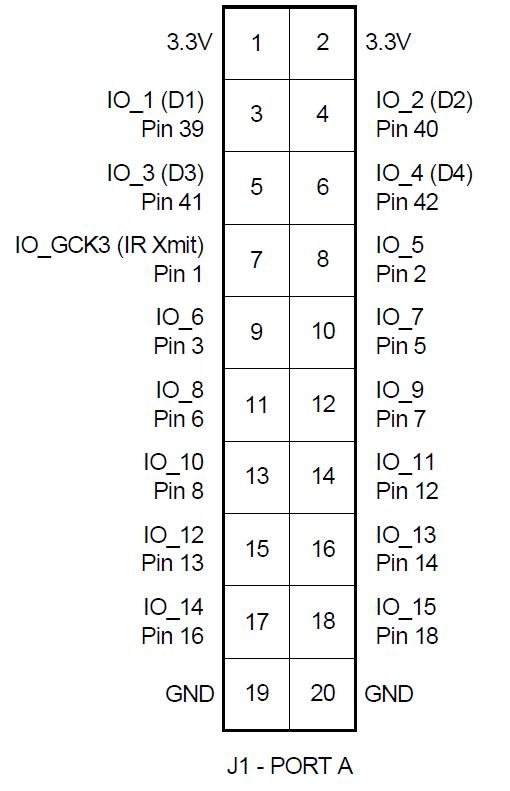 3.3V 1 2 3.3V
IO_1 (D1) IO_2 (D2)
Pin 39 3 4 Pin 40
IO_3 (D3) IO_4 (D4)
Pin 41 5 6 Pin 42
IO_GCK3 (IR Xmit) IO_5
Pin 1 7 8 Pin 2
IO_6 IO_7
Pin 3 9 10 Pin 5
IO_8 IO_9
Pin 6 11 12 Pin 7
IO_10 IO_11
Pin 8 13 14 Pin 12
IO_12 IO_13
Pin 13 15 16 Pin 14
IO_14 IO_15
Pin 16 17 18 Pin 18
GND 19 20 GND
J1 - PORT A